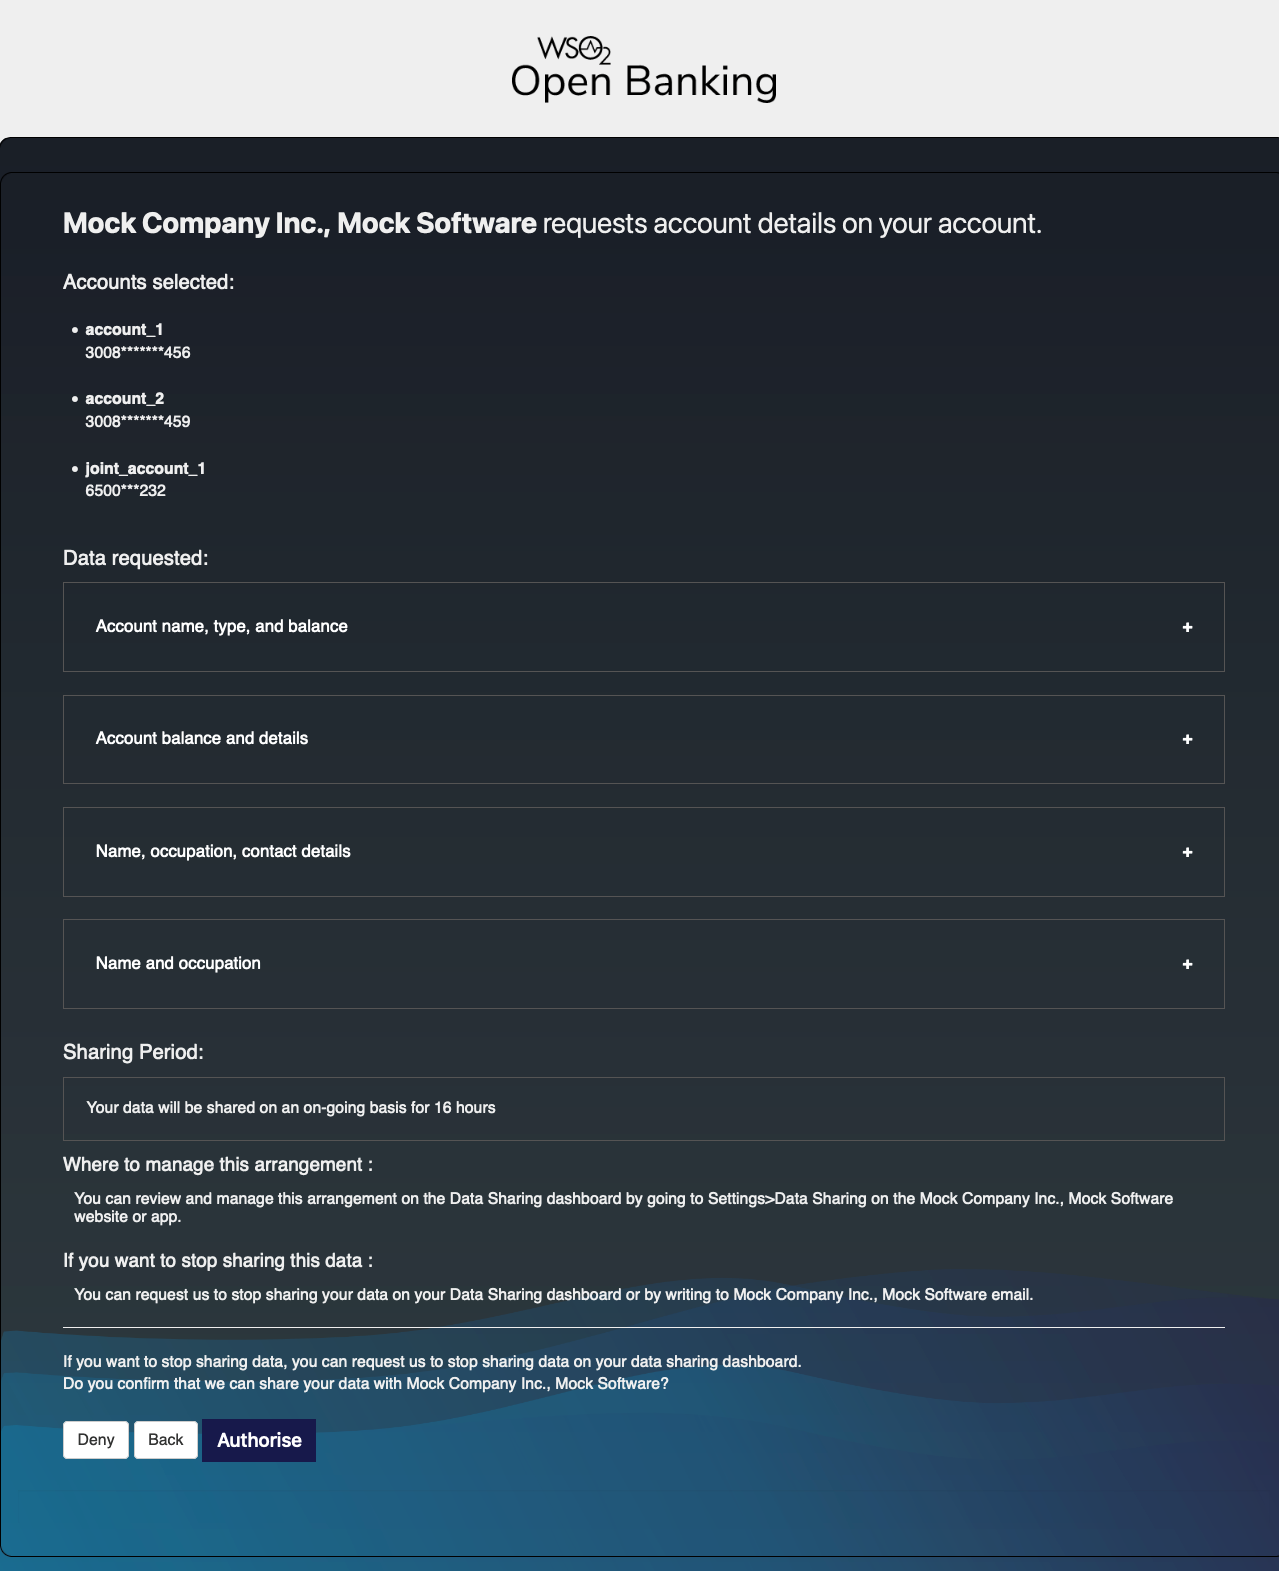 WSO2
Open Banking
Mock Company Inc., Mock Software requests account details on your account.
Accounts selected:
account_1
3008*******456
account_2
3008*******459
joint_account_1
6500***232
Data requested:
Account name, type, and balance +
Account balance and details +
Name, occupation, contact details +
Name and occupation +
Sharing Period:
Your data will be shared on an on-going basis for 16 hours
Where to manage this arrangement :
You can review and manage this arrangement on the Data Sharing dashboard by going to Settings>Data Sharing on the Mock Company Inc., Mock Software
website or app.
If you want to stop sharing this data :
You can request us to stop sharing your data on your Data Sharing dashboard or by writing to Mock Company Inc., Mock Software email.
If you want to stop sharing data, you can request us to stop sharing data on your data sharing dashboard.
Do you confirm that we can share your data with Mock Company Inc., Mock Software?
Deny Back Authorise